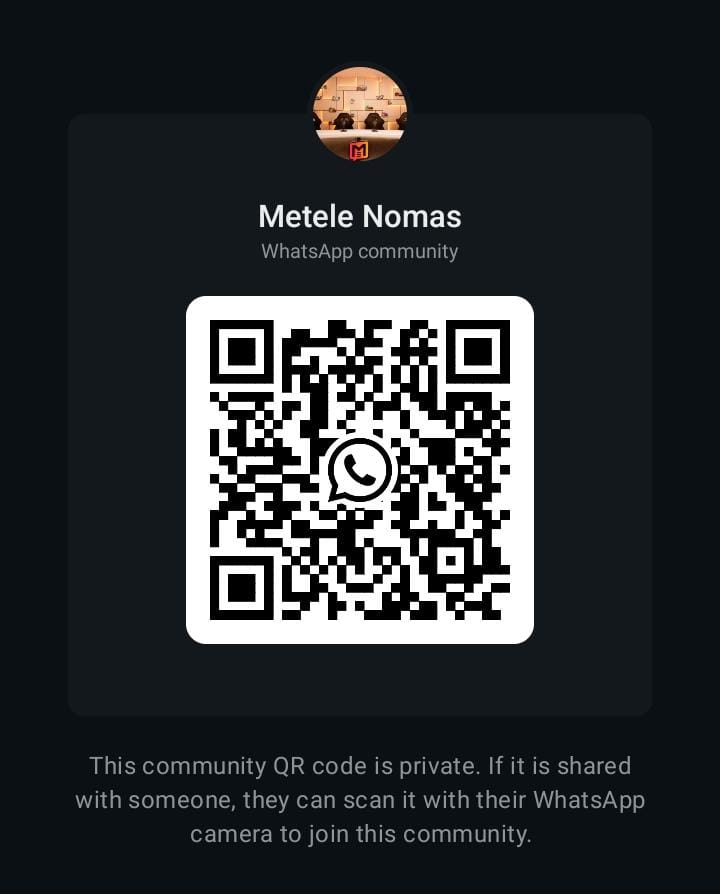 Metele Nomas
WhatsApp community
This community QR code is private. If it is shared
with someone, they can scan it with their WhatsApp
camera to join this community.